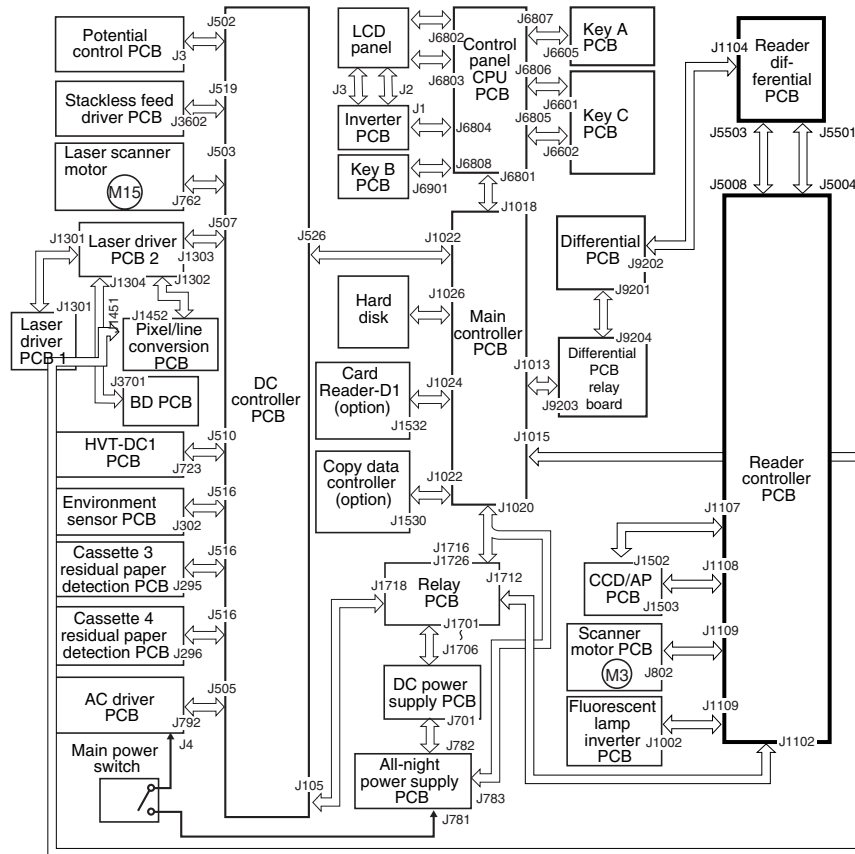 J502
Potential
control PCB
J3
Stackless feed
driver PCB
J519
J3602
Laser scanner
motor
M15
J503
J762
Laser driver
PCB 2
J507
J1303
J1301
J1304
J1302
J1301
Laser
driver
PCB 1
J1451
J1452
Pixel/line
conversion
PCB
J3701
BD PCB
HVT-DC1
PCB
J510
J723
Environment
sensor PCB
J516
J302
Cassette 3
residual paper
detection PCB
J516
J295
Cassette 4
residual paper
detection PCB
J516
J296
AC driver
PCB
J505
J792
J4
Main power
switch
DC
controller
PCB
J526
J105
LCD
panel
J6802
J6803
J3
J2
J1
Inverter
PCB
J6804
Key B
PCB
J6808
J6901
Control
panel
CPU
PCB
J6801
J6807
J6605
Key A
PCB
J6806
J6601
J6805
J6602
Key C
PCB
J1018
J1022
Hard
disk
J1026
Main
controller
PCB
Card
Reader-D1
(option)
J1024
J1532
Copy data
controller
(option)
J1022
J1530
J1020
J1013
J1015
Differential
PCB
J9202
J9201
J9204
Differential
PCB
relay
board
J9203
J1104
Reader
dif-
ferential
PCB
J5503
J5501
J5008
J5004
Reader
controller
PCB
J1107
J1502
CCD/AP
PCB
J1503
J1108
Scanner
motor PCB
M3
J802
J1109
Fluorescent
lamp
inverter
PCB
J1002
J1109
J1102
J1716
J1726
J1718
Relay
PCB
J1712
J1701
~
J1706
DC power
supply PCB
J701
J782
All-night
power supply
PCB
J783
J781